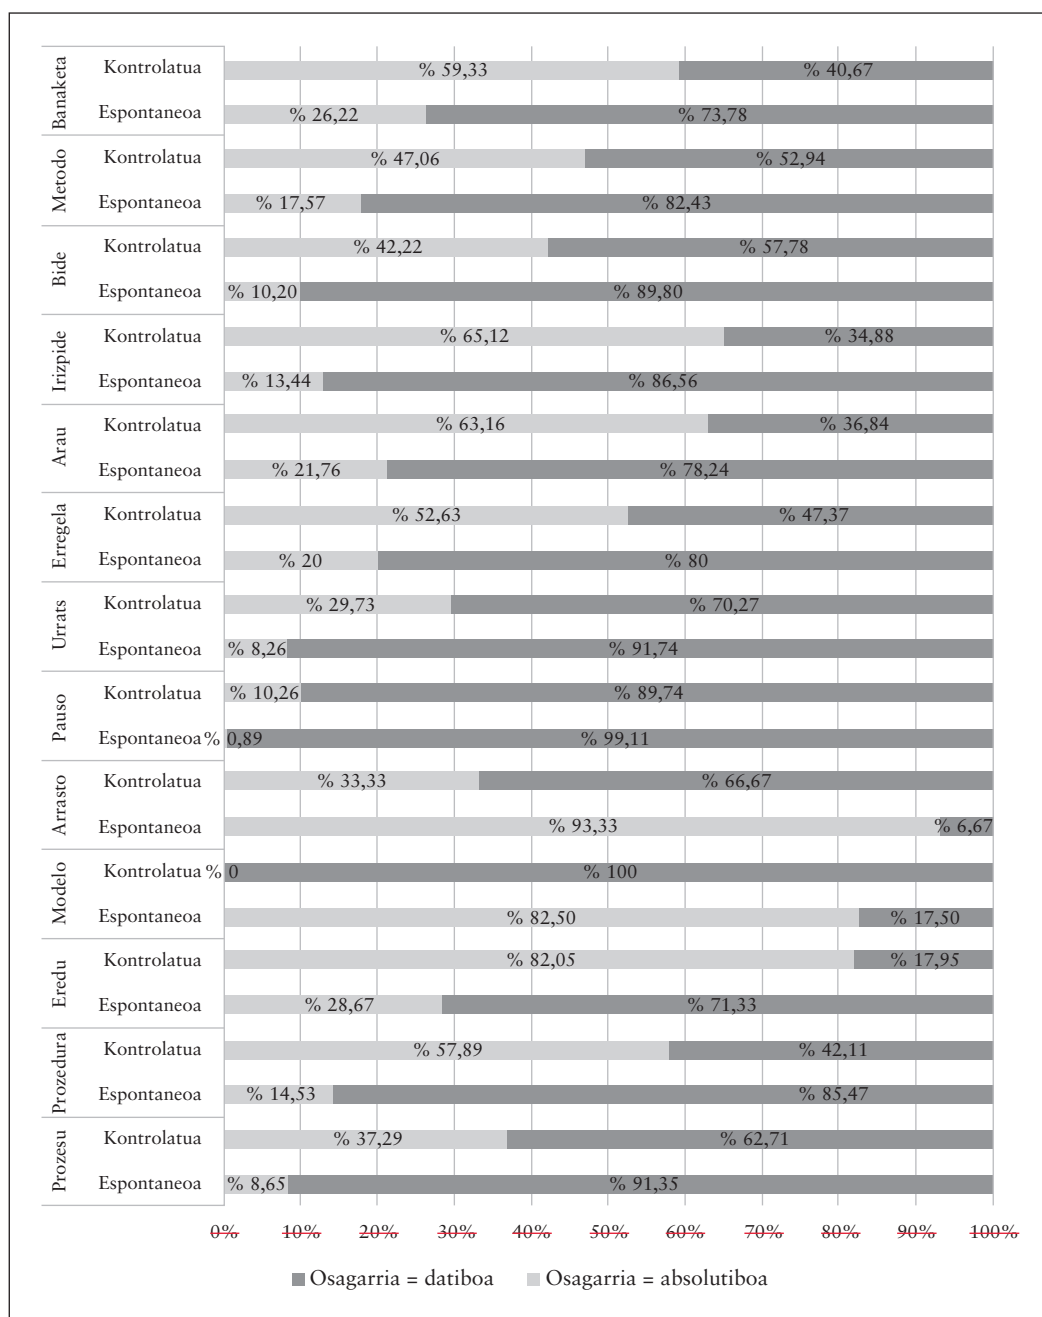 Banaketa
Kontrolatua % 59,33 % 40,67
Espontaneoa % 26,22 % 73,78
Metodo
Kontrolatua % 47,06 % 52,94
Espontaneoa % 17,57 % 82,43
Bide
Kontrolatua % 42,22 % 57,78
Espontaneoa % 10,20 % 89,80
Irizpide
Kontrolatua % 65,12 % 34,88
Espontaneoa % 13,44 % 86,56
Arau
Kontrolatua % 63,16 % 36,84
Espontaneoa % 21,76 % 78,24
Erregela
Kontrolatua % 52,63 % 47,37
Espontaneoa % 20 % 80
Urrats
Kontrolatua % 29,73 % 70,27
Espontaneoa % 8,26 % 91,74
Pauso
Kontrolatua % 10,26 % 89,74
Espontaneoa % 0,89 % 99,11
Arrasto
Kontrolatua % 33,33 % 66,67
Espontaneoa % 93,33 % 6,67
Modelo
Kontrolatua % 0 % 100
Espontaneoa % 82,50 % 17,50
Eredu
Kontrolatua % 82,05 % 17,95
Espontaneoa % 28,67 % 71,33
Prozedura
Kontrolatua % 57,89 % 42,11
Espontaneoa % 14,53 % 85,47
Prozesu
Kontrolatua % 37,29 % 62,71
Espontaneoa % 8,65 % 91,35
0% 10% 20% 30% 40% 50% 60% 70% 80% 90% 100%
Osagarria = datiboa Osagarria = absolutiboa